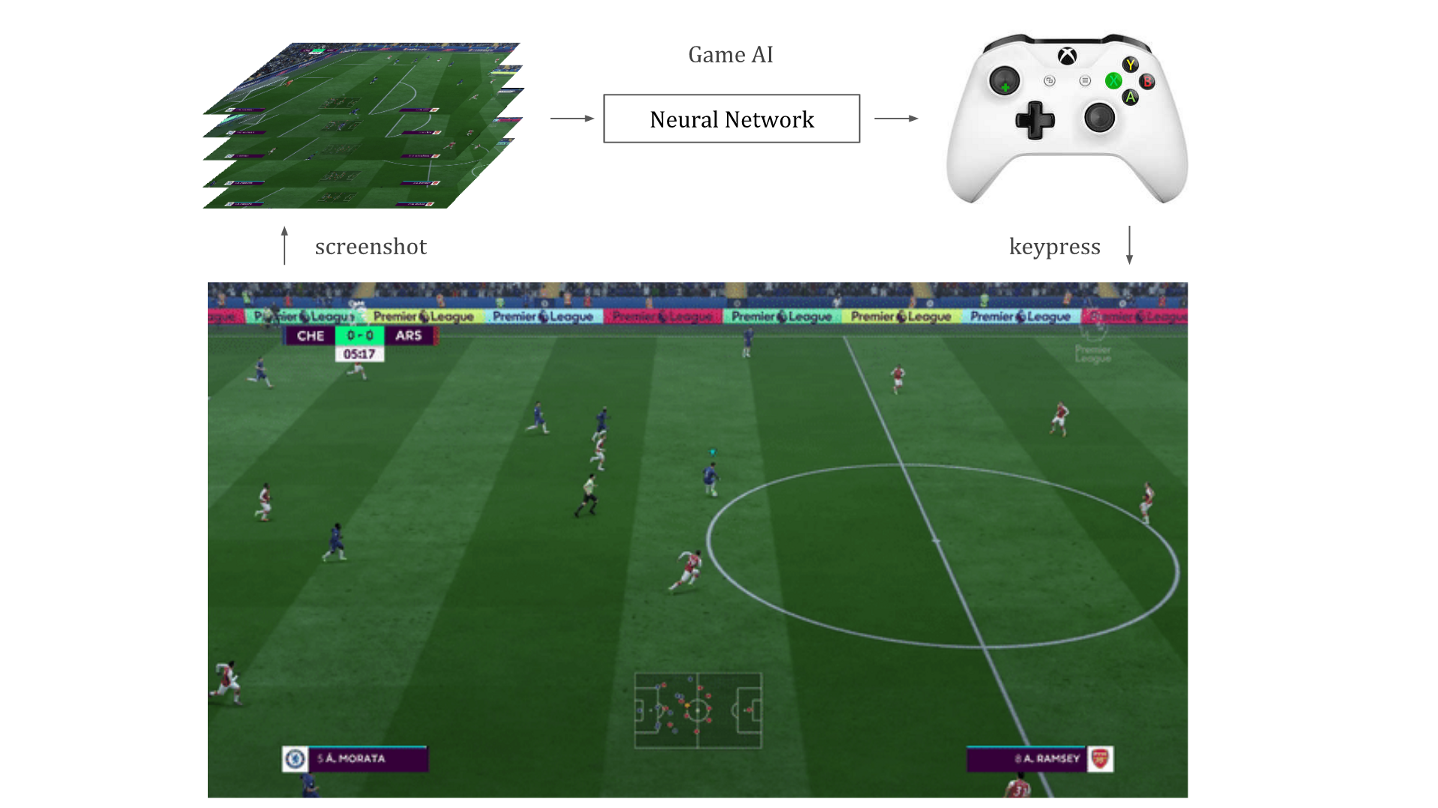 Game AI
Neural Network
Y
X
B
A
screenshot
keypress
Premier League Premier League Premier League Premier League Premier League Premier League Premier League
CHE 0-0 ARS
05:17
Premier League
5 Á. MORATA
8 A. RAMSEY